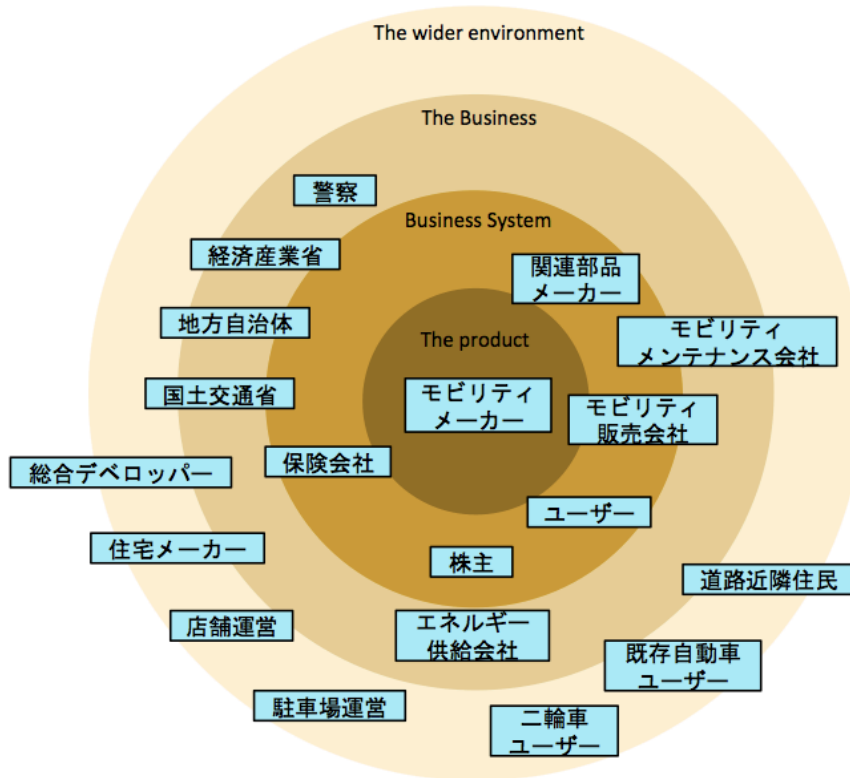 The wider environment
The Business
警察
Business System
経済産業省
関連部品
メーカー
地方自治体
The product
モビリティ
メンテナンス会社
国土交通省
モビリティ
メーカー
モビリティ
販売会社
総合デベロッパー
保険会社
ユーザー
住宅メーカー
株主
道路近隣住民
店舗運営
エネルギー
供給会社
既存自動車
ユーザー
駐車場運営
二輪車
ユーザー